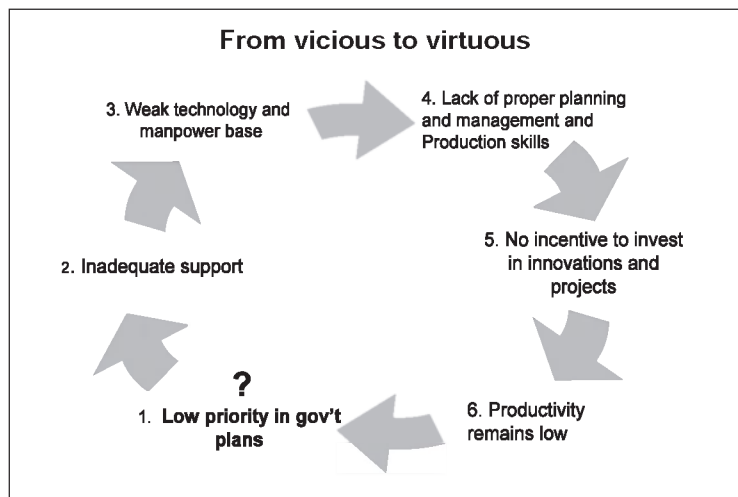 From vicious to virtuous
3. Weak technology and
manpower base
4. Lack of proper planning
and management and
Production skills
5. No incentive to invest
in innovations and
projects
6. Productivity
remains low
?
1. Low priority in gov't
plans
2. Inadequate support